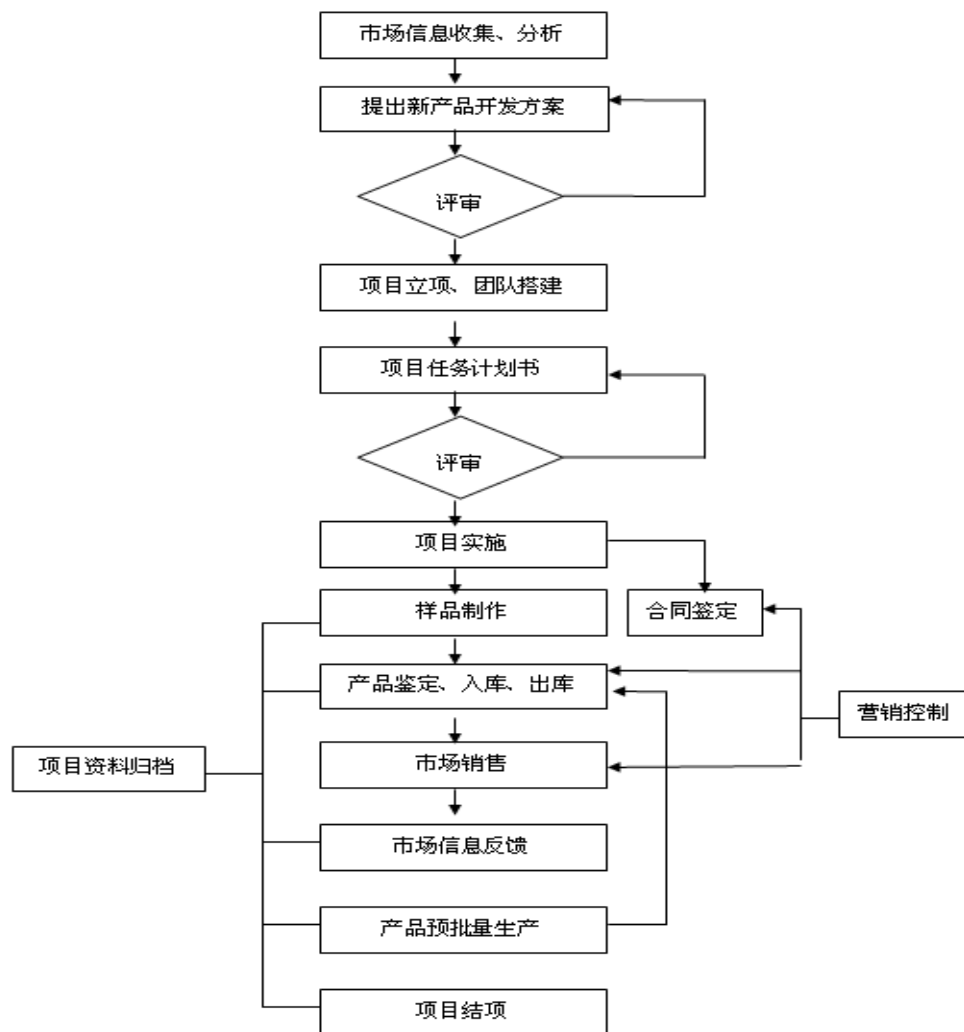 市场信息收集、分析
提出新产品开发方案
评审
项目立项、团队搭建
项目任务计划书
评审
项目实施
样品制作
合同签定
产品鉴定、入库、出库
营销控制
项目资料归档
市场销售
市场信息反馈
产品预批量生产
项目结项